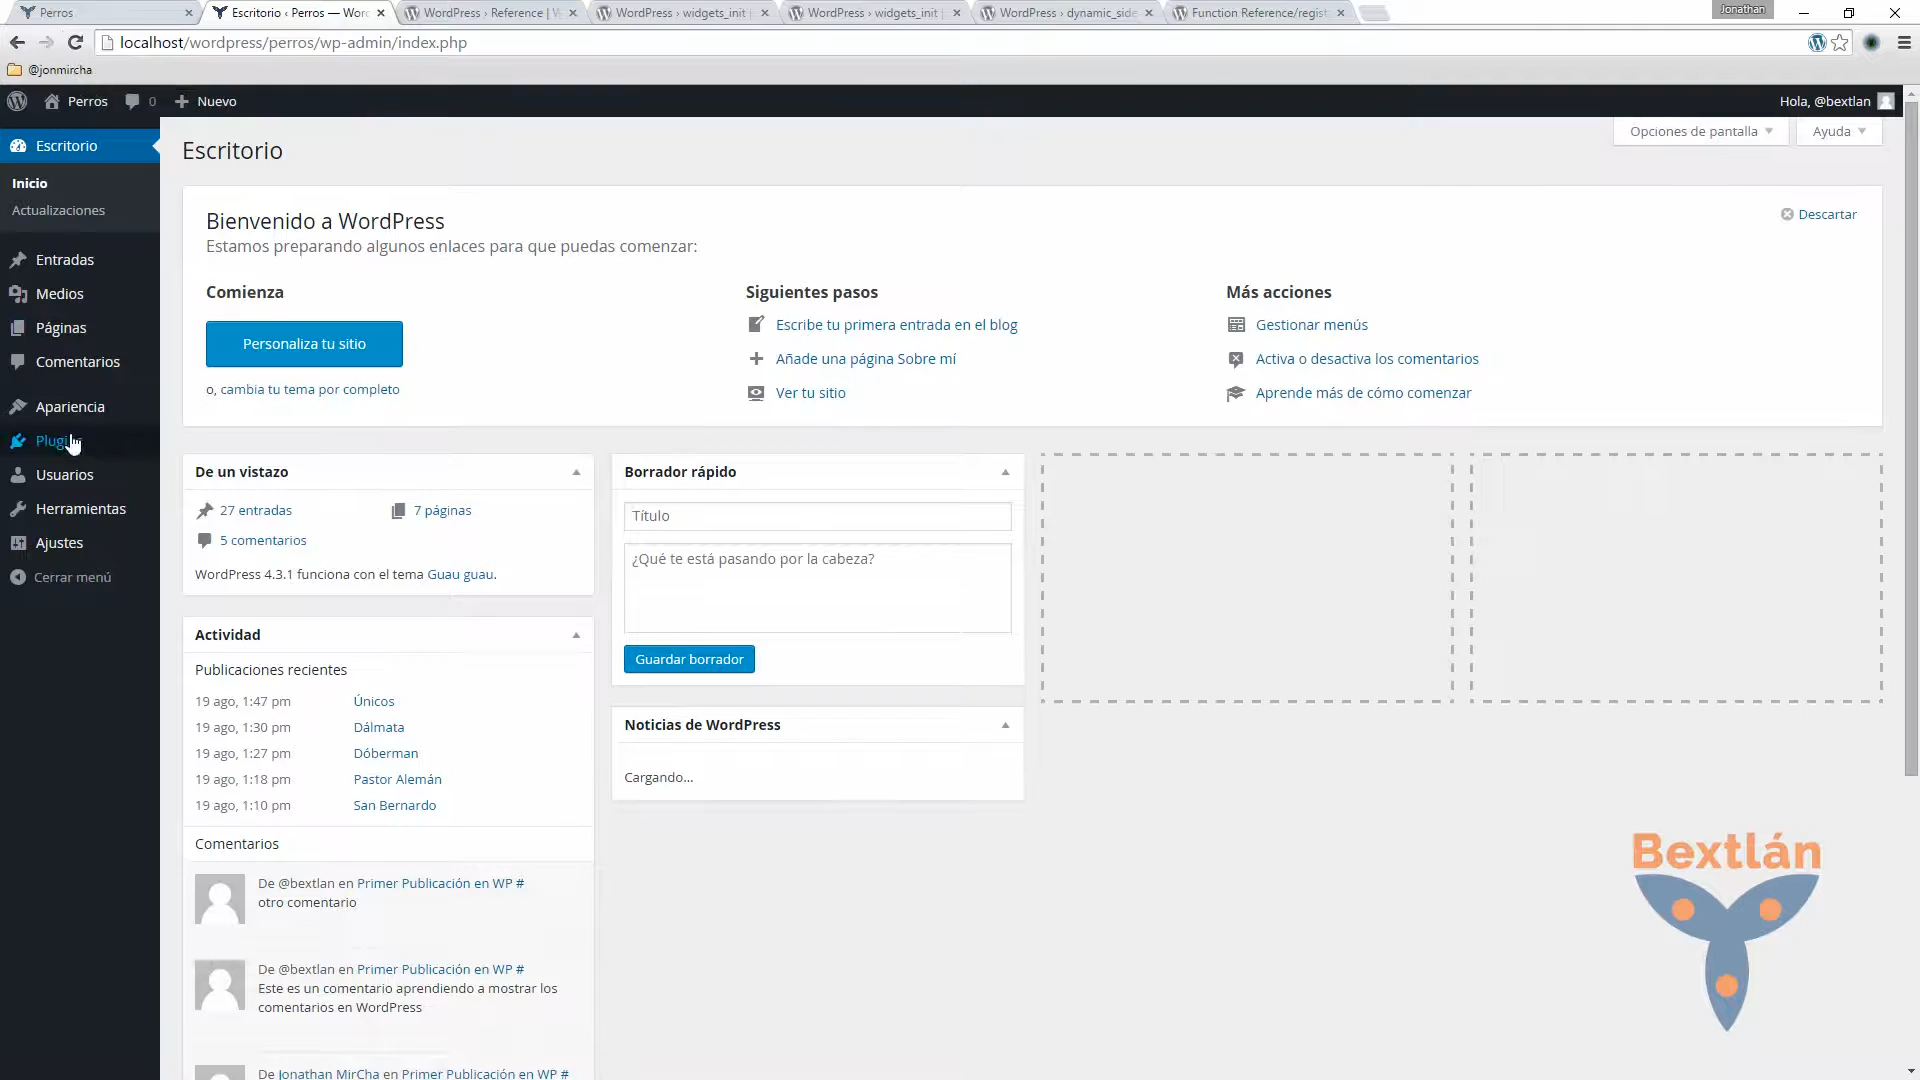 Perros
Escritorio ‹ Perros — Wor
WordPress › Reference |
WordPress › widgets_init
WordPress › widgets_init
WordPress › dynamic_side
Function Reference/regist
Jonathan
localhost/wordpress/perros/wp-admin/index.php
@jonmircha
Perros
0
Nuevo
Hola, @bextlan
Escritorio
Inicio
Actualizaciones
Entradas
Medios
Páginas
Comentarios
Apariencia
Plugi
Usuarios
Herramientas
Ajustes
Cerrar menú
Escritorio
Opciones de pantalla
Ayuda
Bienvenido a WordPress
Estamos preparando algunos enlaces para que puedas comenzar:
Descartar
Comienza
Personaliza tu sitio
o, cambia tu tema por completo
Siguientes pasos
Escribe tu primera entrada en el blog
Añade una página Sobre mí
Ver tu sitio
Más acciones
Gestionar menús
Activa o desactiva los comentarios
Aprende más de cómo comenzar
De un vistazo
27 entradas
7 páginas
5 comentarios
WordPress 4.3.1 funciona con el tema Guau guau.
Actividad
Publicaciones recientes
19 ago, 1:47 pm Únicos
19 ago, 1:30 pm Dálmata
19 ago, 1:27 pm Dóberman
19 ago, 1:18 pm Pastor Alemán
19 ago, 1:10 pm San Bernardo
Comentarios
De @bextlan en Primer Publicación en WP #
otro comentario
De @bextlan en Primer Publicación en WP #
Este es un comentario aprendiendo a mostrar los
comentarios en WordPress
De Jonathan MirCha en Primer Publicación en WP #
Borrador rápido
Título
¿Qué te está pasando por la cabeza?
Guardar borrador
Noticias de WordPress
Cargando...
Bextlán